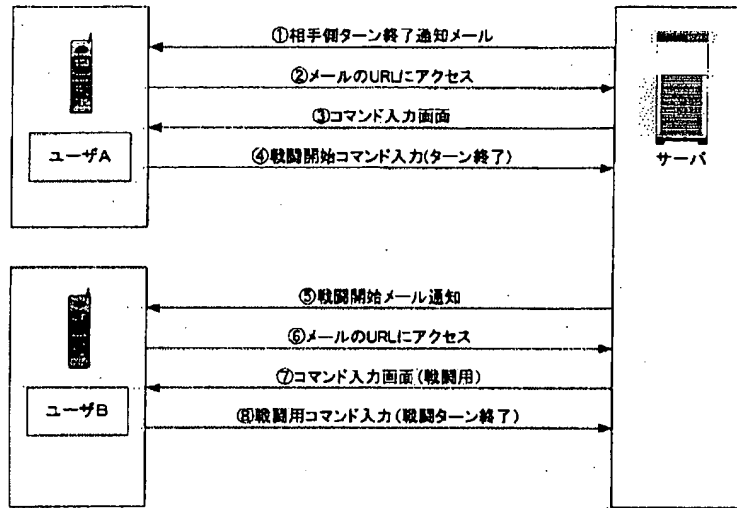 ①相手側ターン終了通知メール
②メールのURLにアクセス
③コマンド入力画面
④戦闘開始コマンド入力(ターン終了)
ユーザA
サーバ
⑤戦闘開始メール通知
⑥メールのURLにアクセス
⑦コマンド入力画面(戦闘用)
⑧戦闘用コマンド入力(戦闘ターン終了)
ユーザB